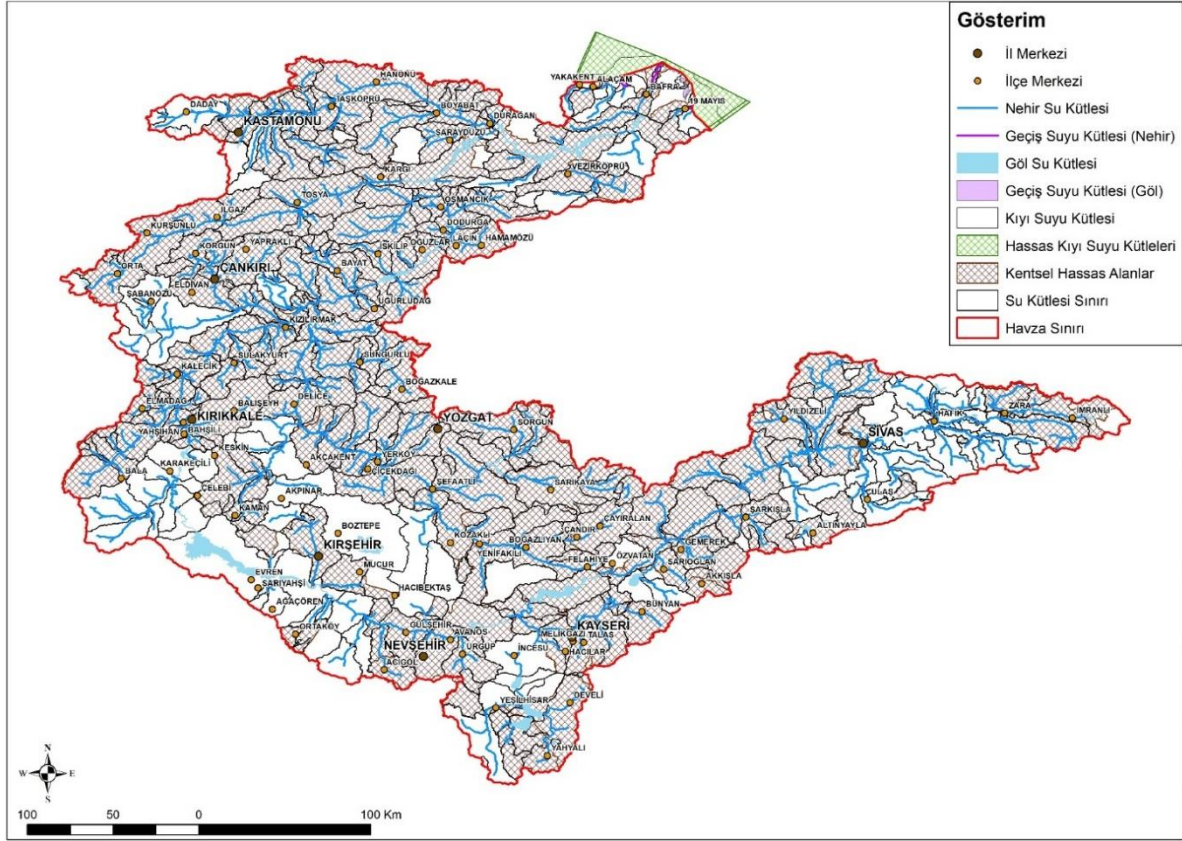 Gösterim
İl Merkezi
İlçe Merkezi
Nehir Su Kütlesi
Geçiş Suyu Kütlesi (Nehir)
Göl Su Kütlesi
Geçiş Suyu Kütlesi (Göl)
Kıyı Suyu Kütlesi
Hassas Kıyı Suyu Kütleleri
Kentsel Hassas Alanlar
Su Kütlesi Sınırı
Havza Sınırı
HANÖNÜ
YAKAKENT
ALAÇAM
BAFRA
19 MAYIS
DADAY
TAŞKÖPRÜ
BOYABAT
DURAĞAN
KASTAMONU
SARAYDÜZÜ
VEZİRKÖPRÜ
KARGI
TOSYA
OSMANCIK
ILGAZ
KURŞUNLU
DODURGA
LAÇİN
HAMAMÖZÜ
KORGUN
YAPRAKLI
İSKİLİP
OĞUZLAR
ORTA
ÇANKIRI
BAYAT
ELDİVAN
ŞABANÖZÜ
UĞURLUDAĞ
KIZILIRMAK
SULAKYURT
SUNGURLU
KALECİK
BOĞAZKALE
ELMADAĞ
BALIŞEYH
DELİCE
KIRIKKALE
YAHŞİHAN
BAHŞILI
YOZGAT
SORGUN
YILDIZELİ
SİVAS
HAFİK
ZARA
İMRANLI
KESKİN
KARAKEÇİLİ
BALA
AKÇAKENT
YERKÖY
ÇİÇEKDAĞI
ÇELEBİ
AKPINAR
ŞEFAATLİ
SARIKAYA
ULAŞ
KAMAN
BOZTEPE
ŞARKIŞLA
ALTINYAYLA
ÇAYIRALAN
ÇANDIR
KIRŞEHİR
KOZAKLI
YENİFAKILI
BOĞAZLIYAN
GEMEREK
MUCUR
FELAHİYE
ÖZVATAN
SARIOĞLAN
AKKIŞLA
EVREN
SARIYAHŞİ
HACIBEKTAŞ
AĞAÇÖREN
BÜNYAN
ORTAKÖY
GÜLŞEHİR
AVANOS
KAYSERİ
MELİKGAZİ
TALAS
NEVŞEHİR
ÜRGÜP
İNCESU
HACILAR
ACIGÖL
YEŞİLHİSAR
DEVELİ
YAHYALI
N
W E
S
100 50 0 100 Km